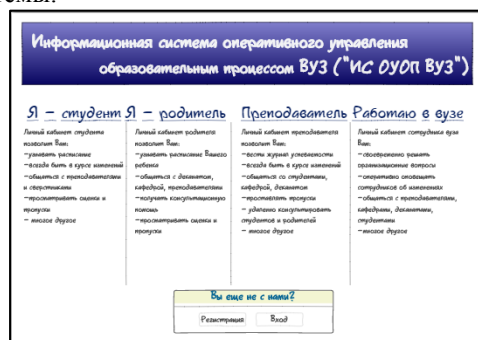 темы?
Информационная система оперативного управления
образовательным процессом ВУЗ ("ИС ОУОП ВУЗ")
Я – студент
Личный кабинет студента
позволит Вам:
-узнавать расписание
-всегда быть в курсе изменений
-общаться с преподавателями
и сверстниками
-просматривать оценки и
пропуски
- многое другое
Я – родитель
Личный кабинет родителя
позволит Вам:
-узнавать расписание Вашего
ребенка
-общаться с деканатом,
кафедрой, преподавателями
-получать консультационную
помощь
-просматривать оценки и
пропуски
Преподаватель
Личный кабинет преподавателя
позволит Вам:
-вести журнал успеваемости
-всегда быть в курсе изменений
-общаться со студентами,
кафедрой, деканатом
-проставлять пропуски
- удаленно консультировать
студентов и родителей
- многое другое
Работаю в вузе
Личный кабинет сотрудника вуза
позволит Вам:
-своевременно решать
организационные вопросы
-оперативно оповещать
сотрудников об изменениях
-общаться с преподавателями,
кафедрами, деканатами,
студентами
-многое другое
Вы еще не с нами?
Регистрация
Вход